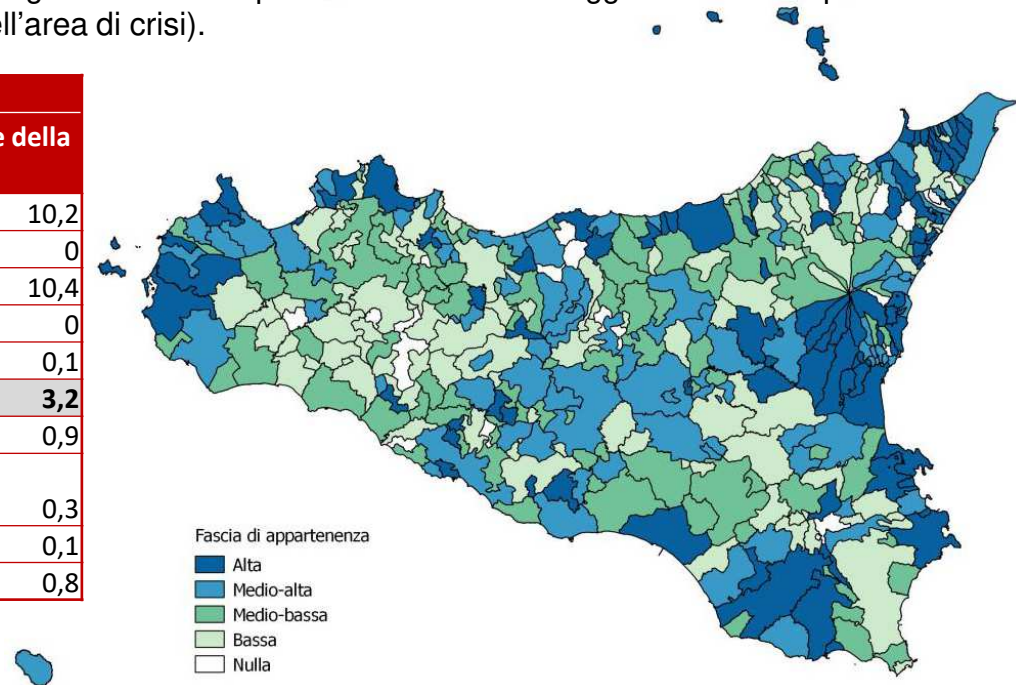 ell'area di crisi).
e della
10,2
0
10,4
0
0,1
3,2
0,9
0,3
0,1
0,8
Fascia di appartenenza
Alta
Medio-alta
Medio-bassa
Bassa
Nulla